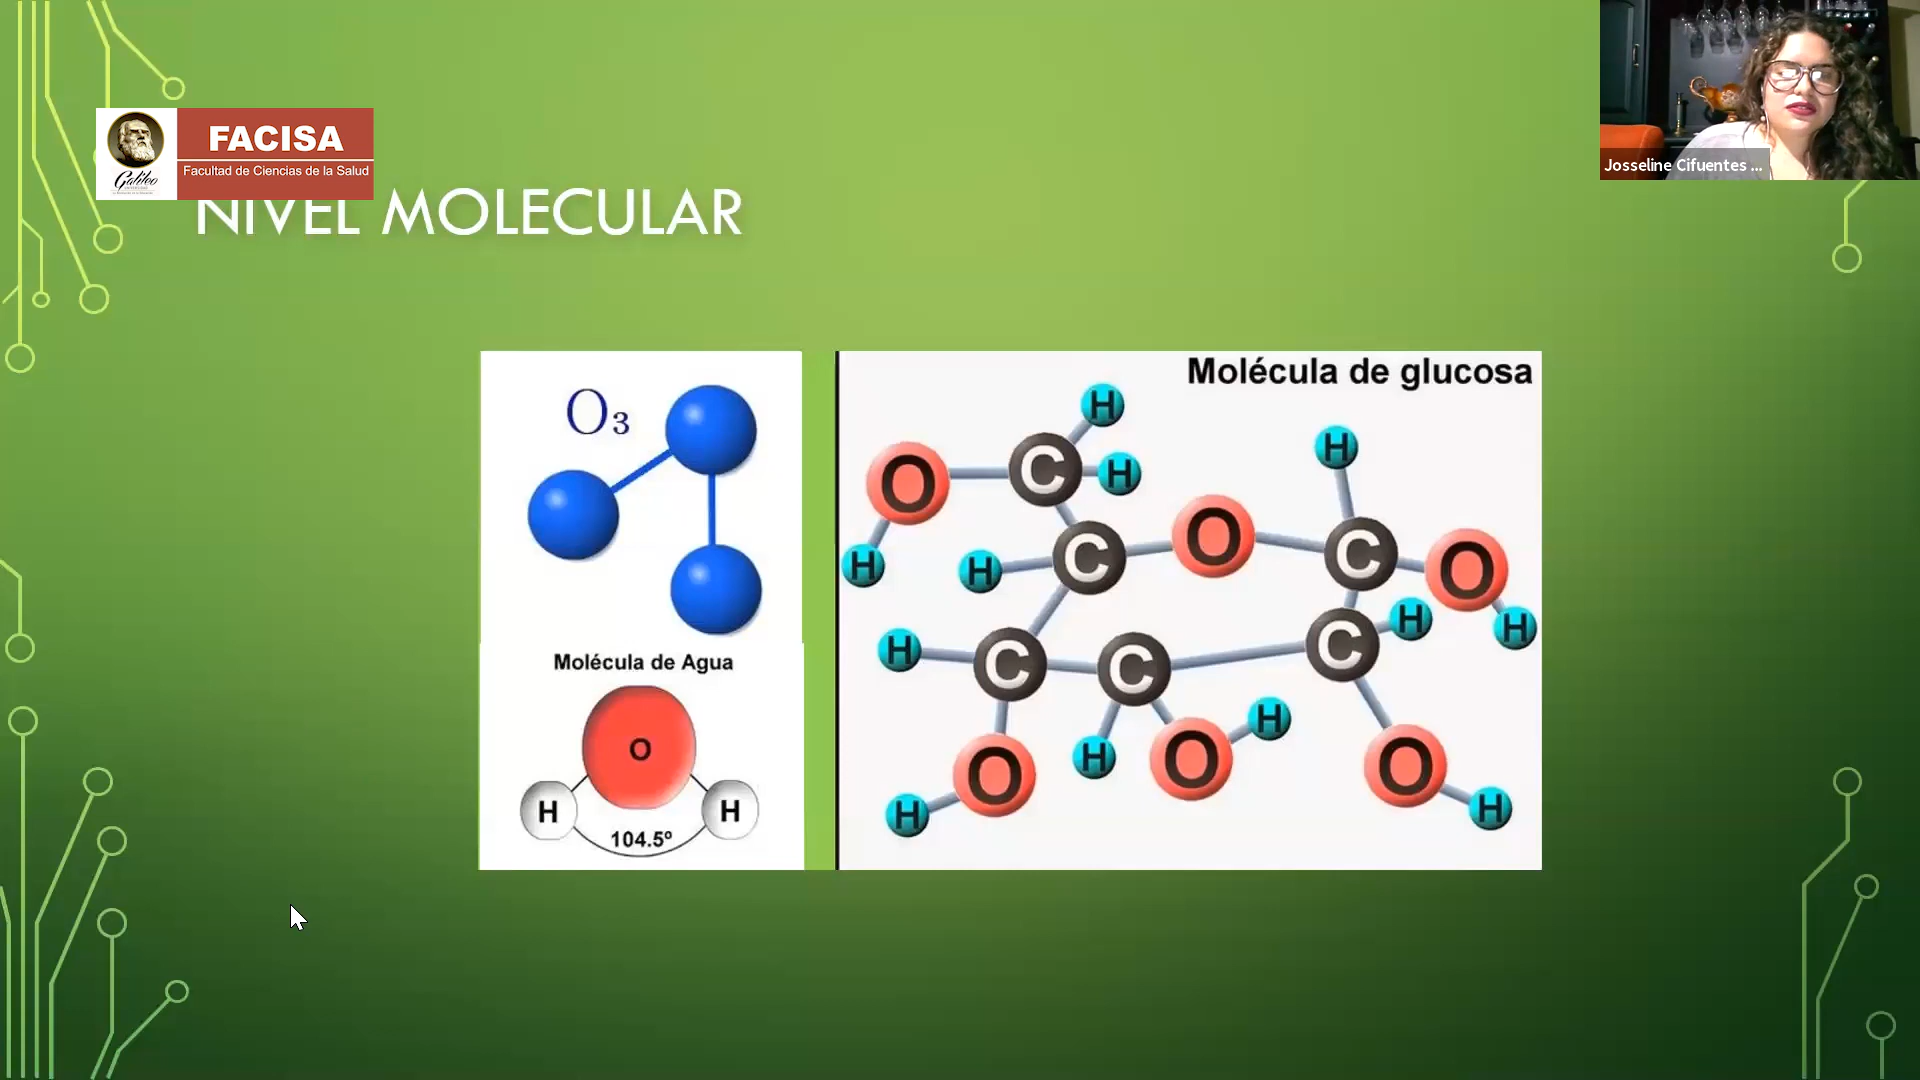 FACISA
Facultad de Ciencias de la Salud
Galileo
NIVEL MOLECULAR
Josseline Cifuentes ...
O₃
Molécula de Agua
O
H
H
104.5º
Molécula de glucosa
H
H
O
C
H
H
C
O
C
O
H
H
H
H
C
C
C
H
O
H
O
H
O
H
H